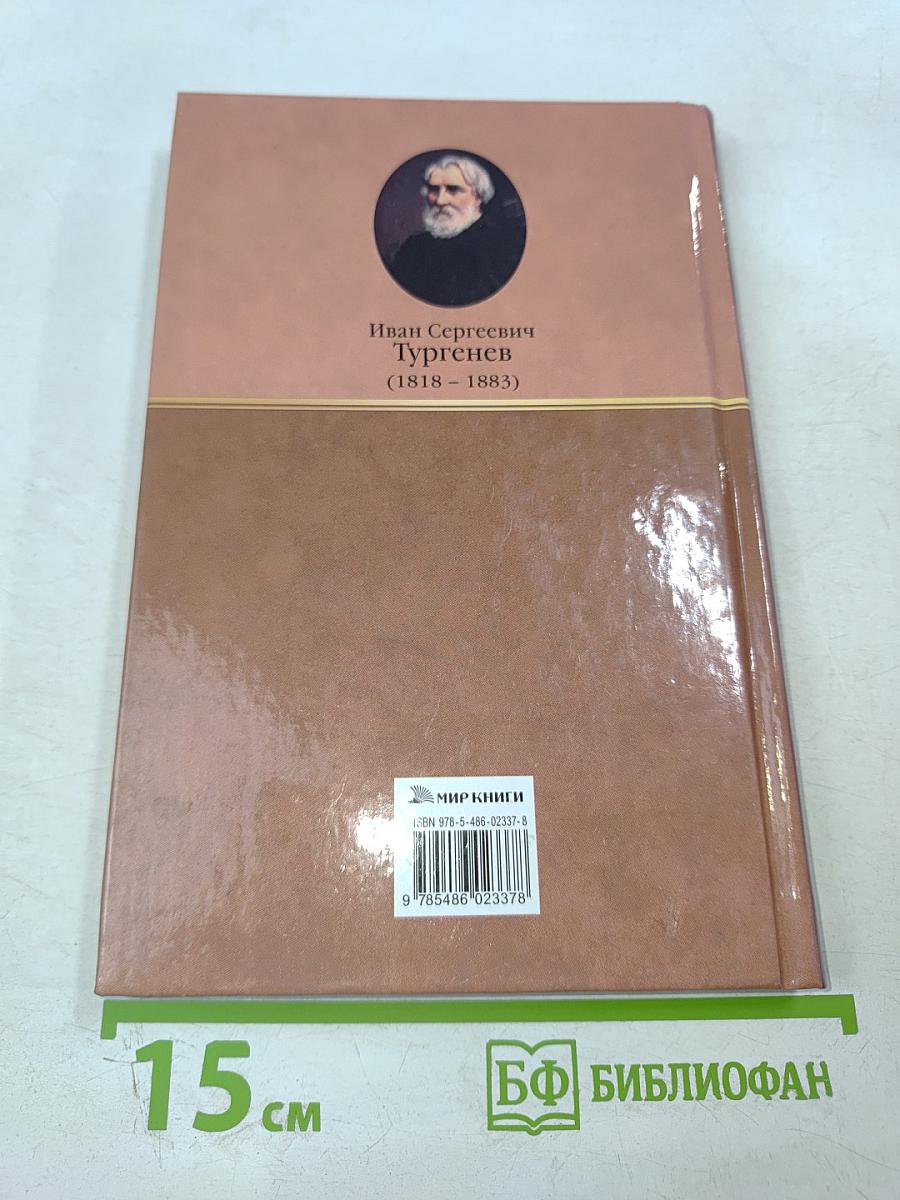 Иван Сергеевич
Тургенев
(1818 – 1883)
МИР КНИГИ
ISBN 978-5-486-02337-8
9 785486 023378
15 см
БФ БИБЛИОФАН